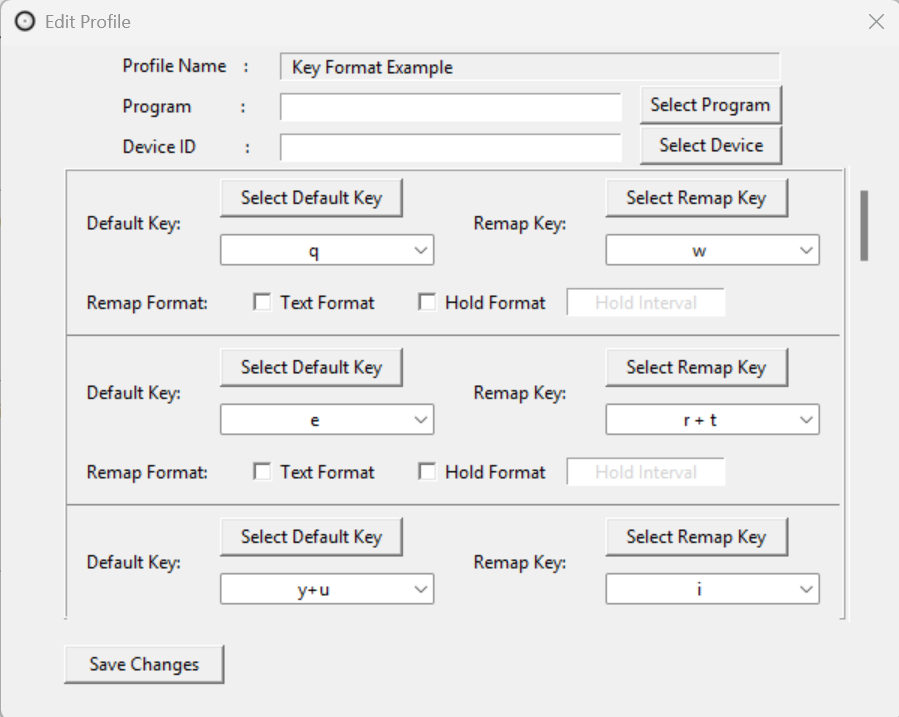 Edit Profile
Profile Name : Key Format Example
Program : Select Program
Device ID : Select Device
Select Default Key Select Remap Key
Default Key: Remap Key:
q w
Remap Format: Text Format Hold Format Hold Interval
Select Default Key Select Remap Key
Default Key: Remap Key:
e r + t
Remap Format: Text Format Hold Format Hold Interval
Select Default Key Select Remap Key
Default Key: Remap Key:
y+u i
Save Changes